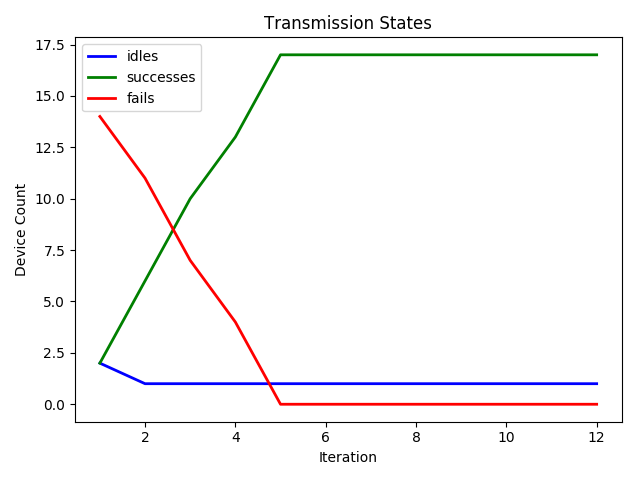 Transmission States
idles
successes
fails
Device Count
17.5
15.0
12.5
10.0
7.5
5.0
2.5
0.0
2 4 6 8 10 12
Iteration